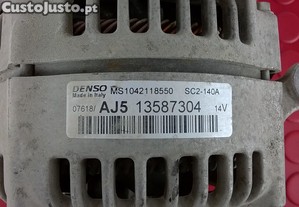 CustoJusto.pt
DENSO MS1042118550 SC2-140A
Made in Italy
07618/ AJ5 13587304 14V